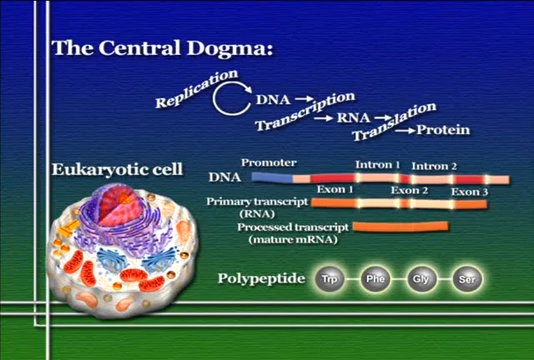 The Central Dogma:
Replication
DNA
Transcription
RNA
Translation
Protein
Eukaryotic cell
Promoter
Intron 1 Intron 2
DNA
Exon 1 Exon 2 Exon 3
Primary transcript
(RNA)
Processed transcript
(mature mRNA)
Polypeptide Trp Phe Gly Ser